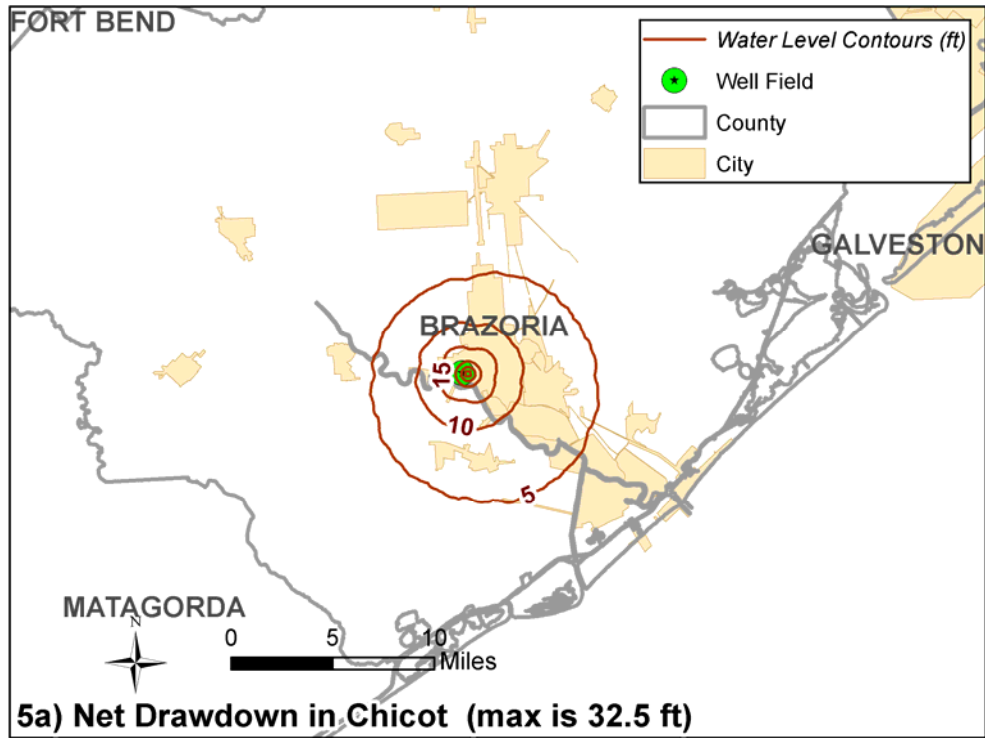 FORT BEND
Water Level Contours (ft)
Well Field
County
City
GALVESTON
BRAZORIA
15
10
5
MATAGORDA
N
0 5 10
Miles
5a) Net Drawdown in Chicot (max is 32.5 ft)